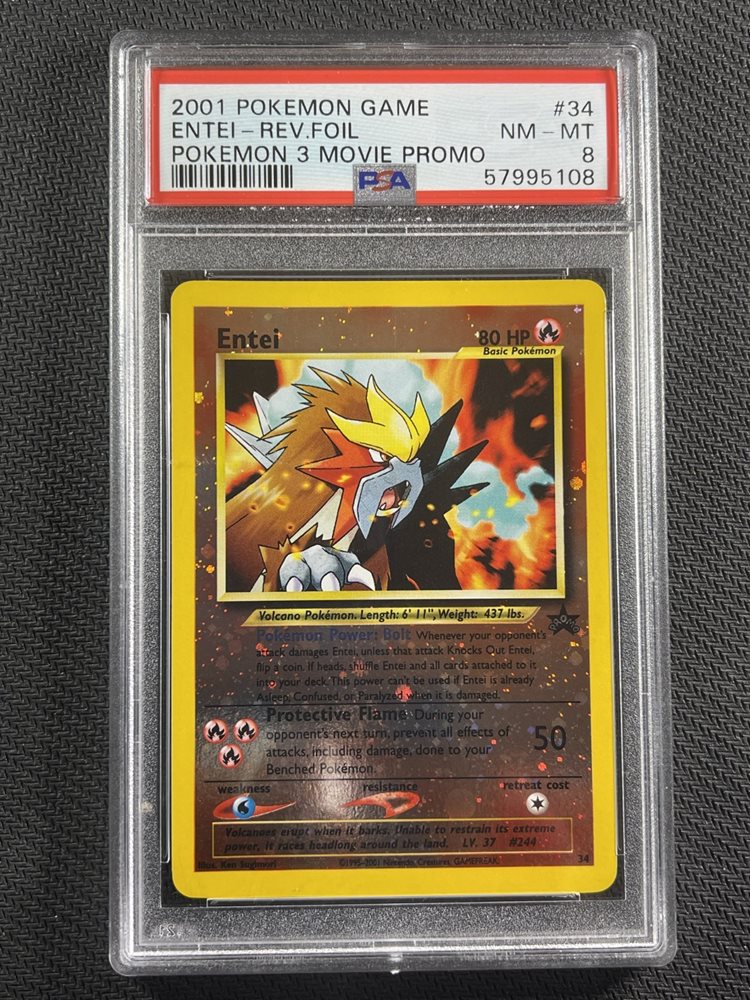 2001 POKEMON GAME #34
ENTEI-REV.FOIL NM-MT
POKEMON 3 MOVIE PROMO 8
PSA 57995108
Entei 80 HP
Basic Pokémon
Volcano Pokémon. Length: 6' 11", Weight: 437 lbs.
PROMO
Pokémon Power: Bolt Whenever your opponent's
attack damages Entei, unless that attack Knocks Out Entei,
flip a coin. If heads, shuffle Entei and all cards attached to it
into your deck. This power can't be used if Entei is already
Asleep, Confused, or Paralyzed when it is damaged.
Protective Flame During your
opponent's next turn, prevent all effects of
attacks, including damage, done to your
Benched Pokémon.
50
weakness resistance retreat cost
Volcanoes erupt when it barks. Unable to restrain its extreme
power, it races headlong around the land. LV. 37 #244
Illus. Ken Sugimori ©1995-2001 Nintendo, Creatures, GAMEFREAK. 34